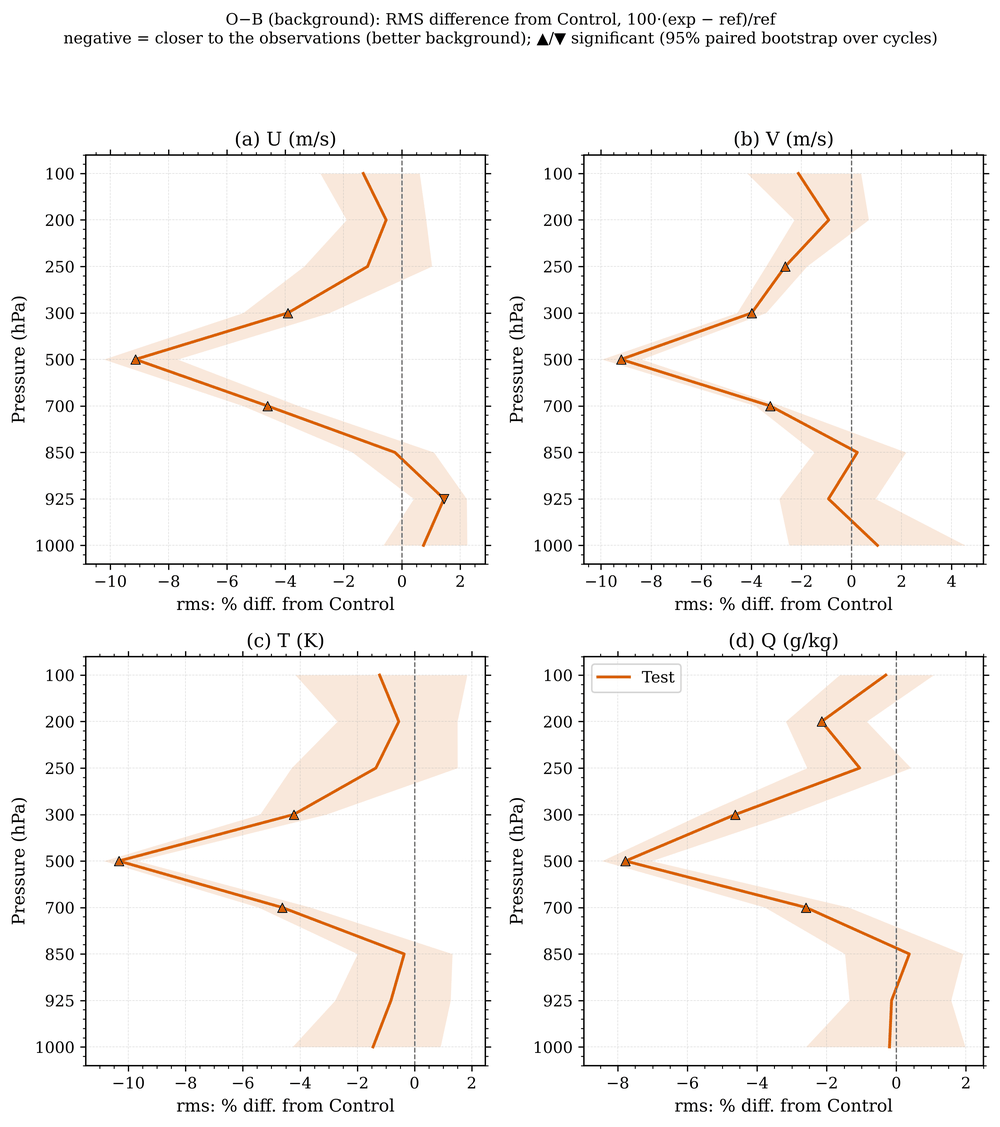 O−B (background): RMS difference from Control, 100·(exp − ref)/ref
negative = closer to the observations (better background); ▲/▼ significant (95% paired bootstrap over cycles)
(a) U (m/s)
Pressure (hPa)
100
200
250
300
500
700
850
925
1000
−10 −8 −6 −4 −2 0 2
rms: % diff. from Control
(b) V (m/s)
Pressure (hPa)
100
200
250
300
500
700
850
925
1000
−10 −8 −6 −4 −2 0 2 4
rms: % diff. from Control
(c) T (K)
Pressure (hPa)
100
200
250
300
500
700
850
925
1000
−10 −8 −6 −4 −2 0 2
rms: % diff. from Control
(d) Q (g/kg)
Test
Pressure (hPa)
100
200
250
300
500
700
850
925
1000
−8 −6 −4 −2 0 2
rms: % diff. from Control